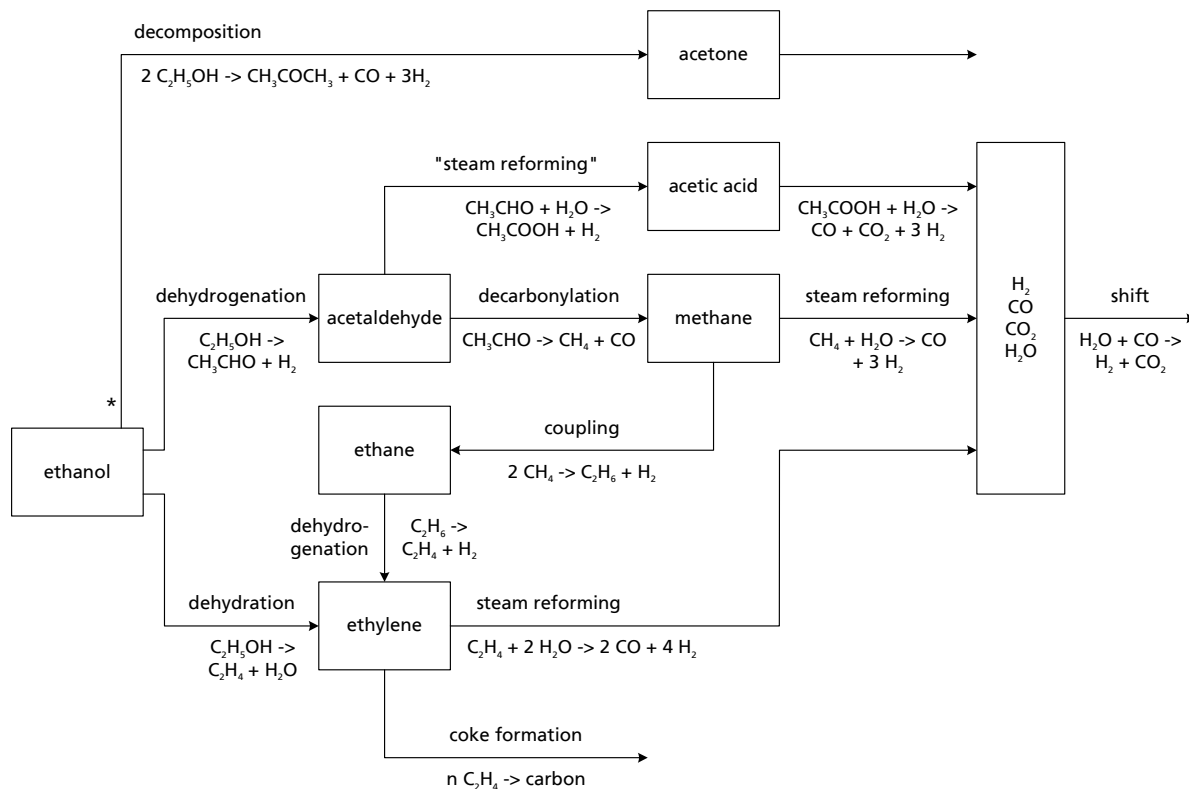 decomposition
2 C₂H₅OH -> CH₃COCH₃ + CO + 3H₂
acetone
"steam reforming"
CH₃CHO + H₂O ->
CH₃COOH + H₂
acetic acid
CH₃COOH + H₂O ->
CO + CO₂ + 3 H₂
dehydrogenation
C₂H₅OH ->
CH₃CHO + H₂
acetaldehyde
decarbonylation
CH₃CHO -> CH₄ + CO
methane
steam reforming
CH₄ + H₂O -> CO
+ 3 H₂
H₂
CO
CO₂
H₂O
shift
H₂O + CO ->
H₂ + CO₂
*
ethanol
ethane
coupling
2 CH₄ -> C₂H₆ + H₂
dehydro-
genation
C₂H₆ ->
C₂H₄ + H₂
dehydration
C₂H₅OH ->
C₂H₄ + H₂O
ethylene
steam reforming
C₂H₄ + 2 H₂O -> 2 CO + 4 H₂
coke formation
n C₂H₄ -> carbon